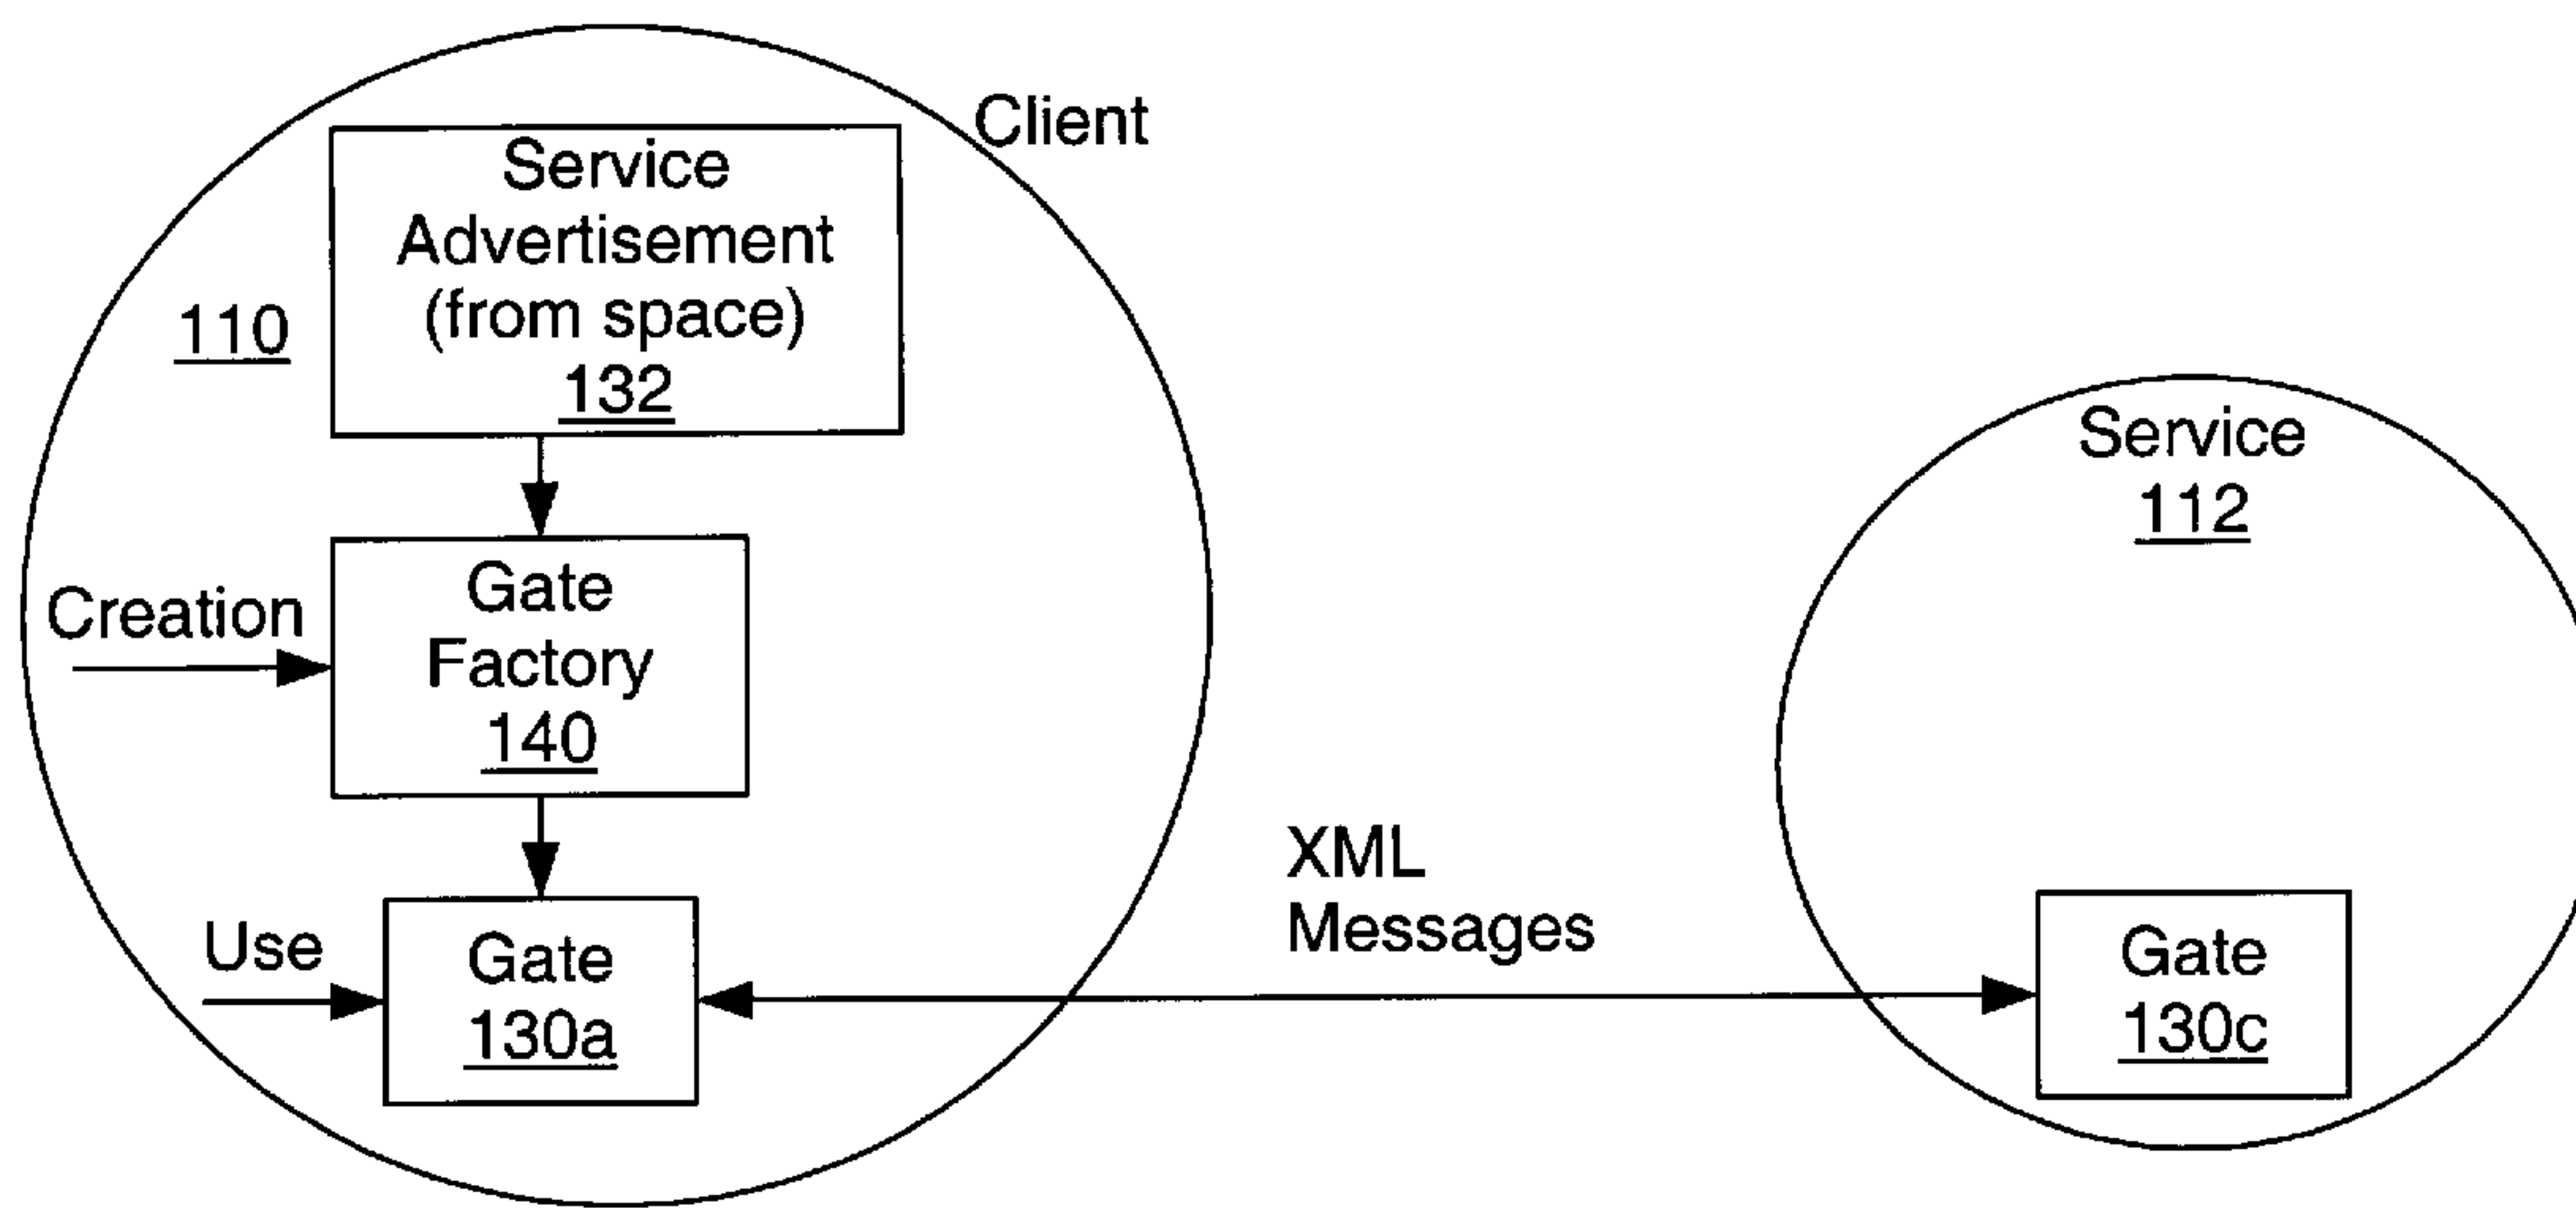 Client
Service
Advertisement
(from space)
132
110
Creation
Gate
Factory
140
Use
Gate
130a
XML
Messages
Service
112
Gate
130c